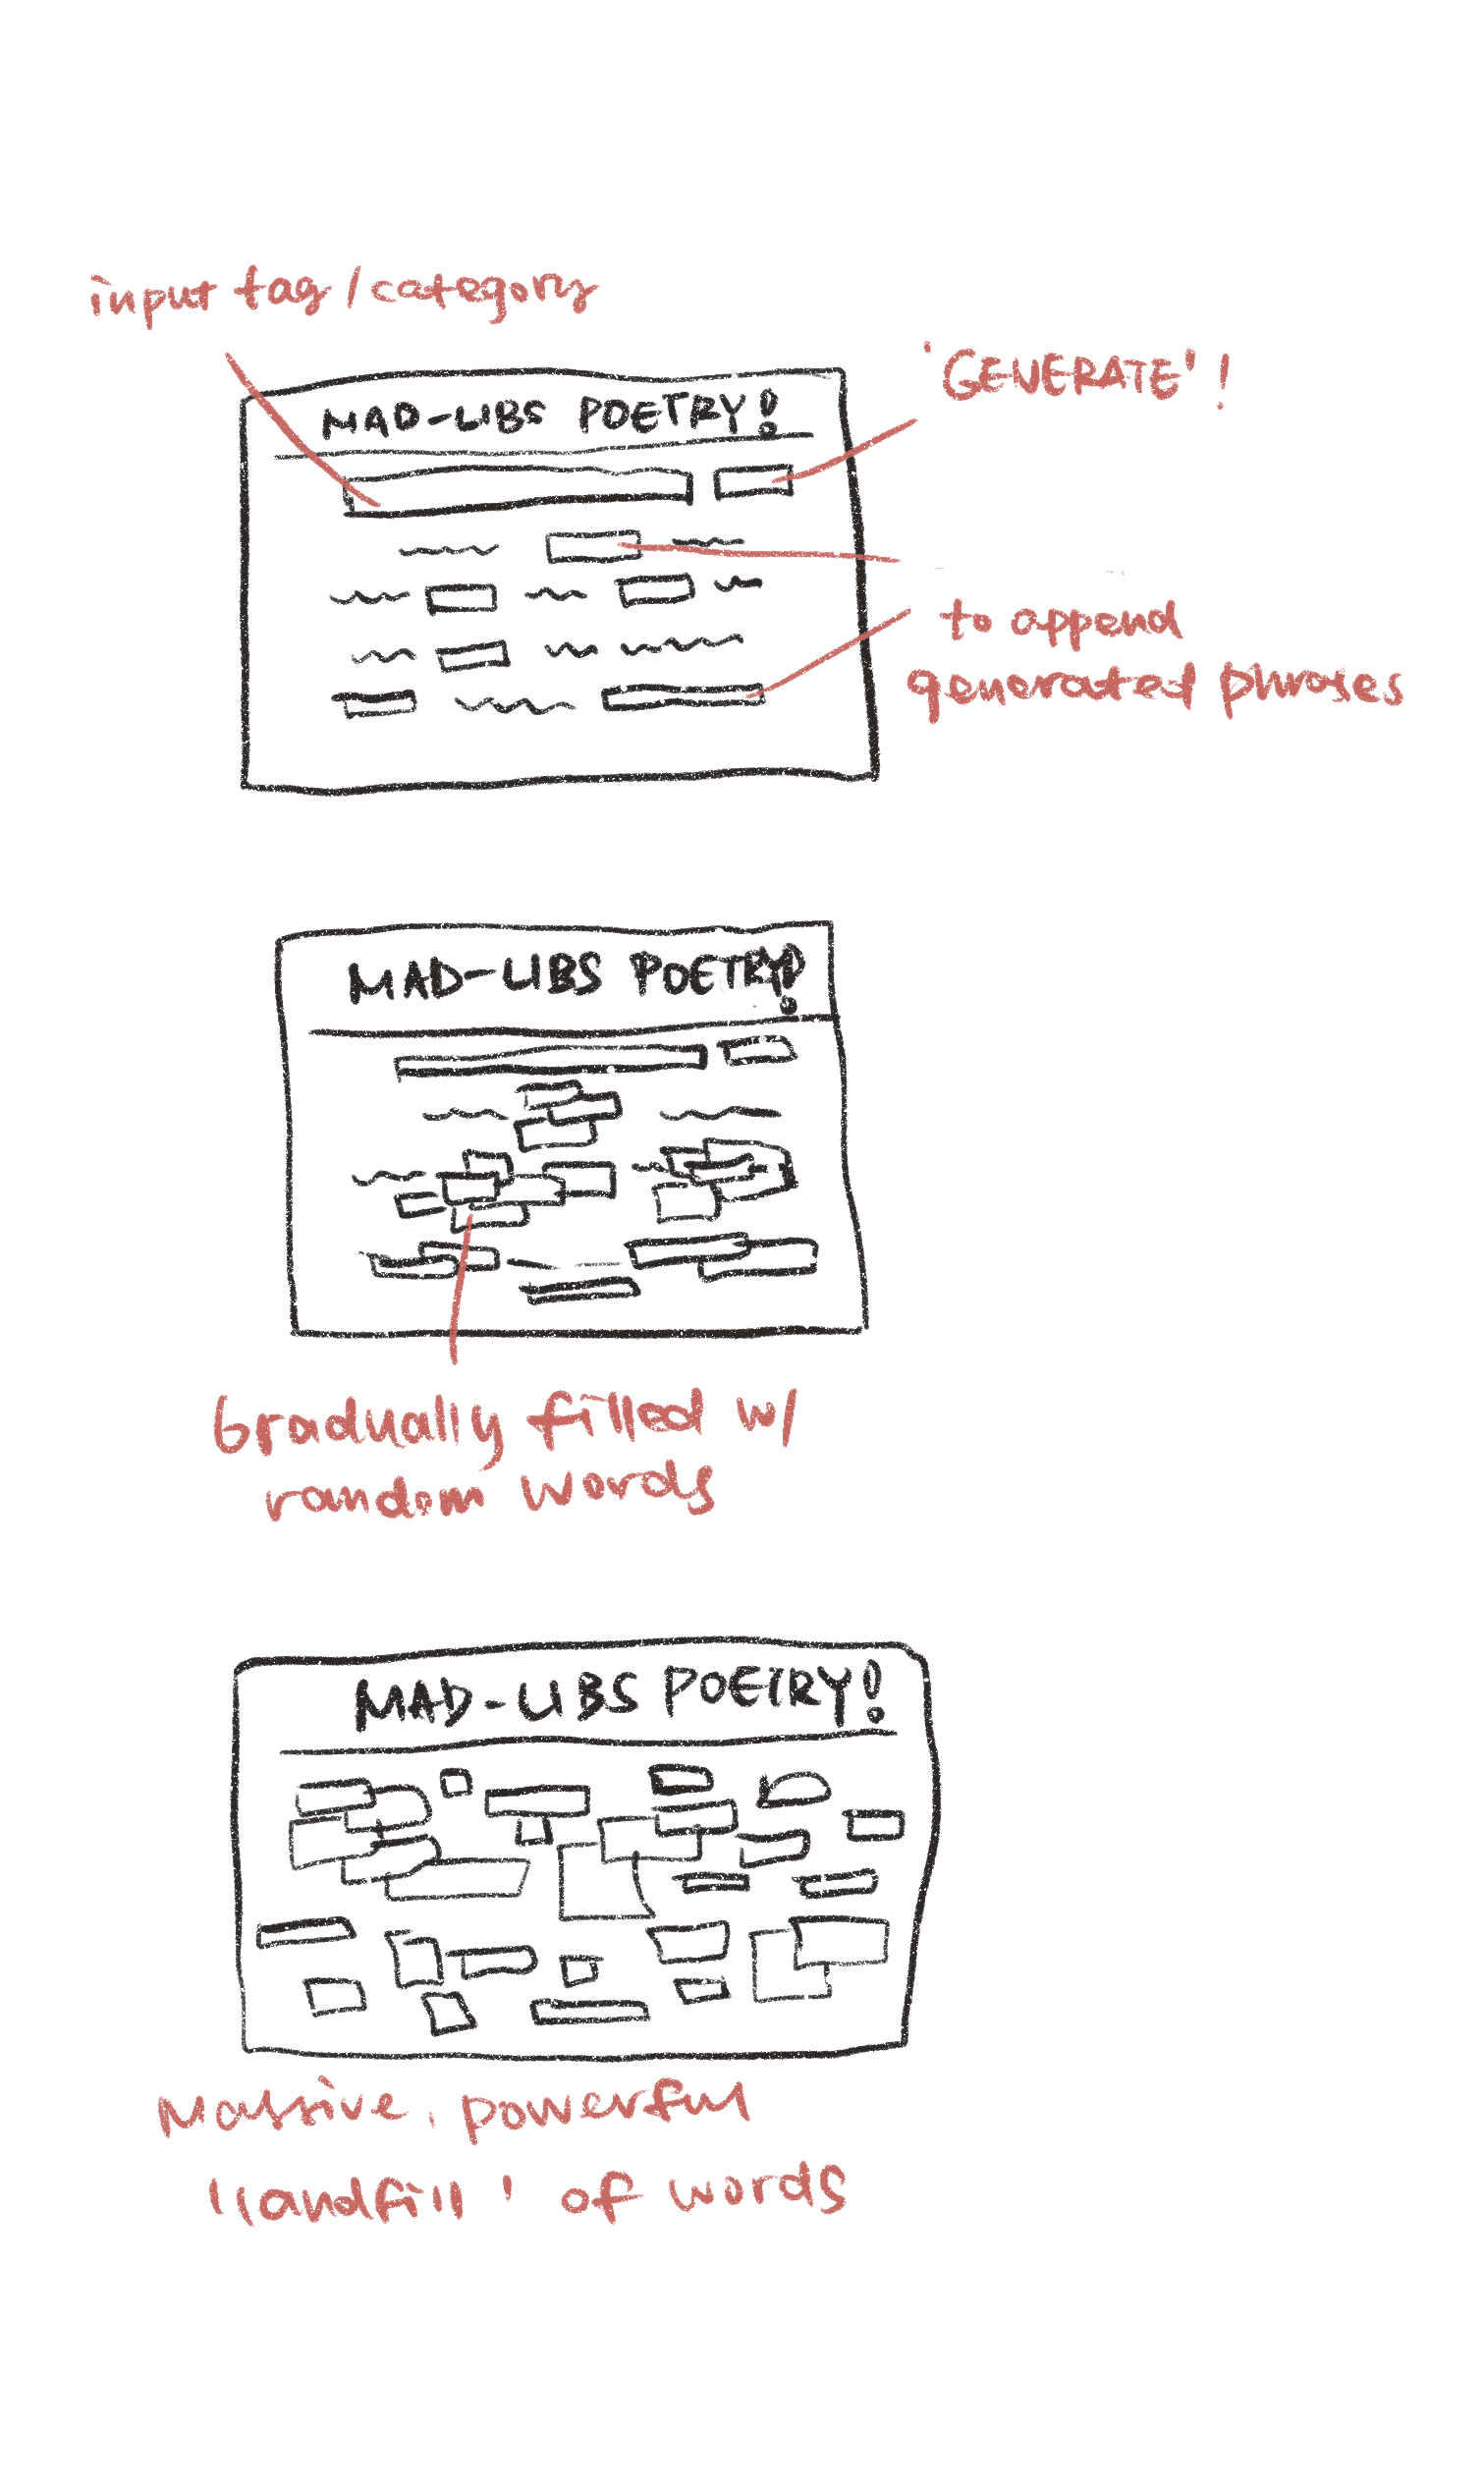 input tag / category
'GENERATE' !
MAD-LIBS POETRY!
to append
generated phrases
MAD-LIBS POETRY!
Gradually filled w/
random words
MAD-LIBS POETRY!
Massive, powerful
'landfill' of words